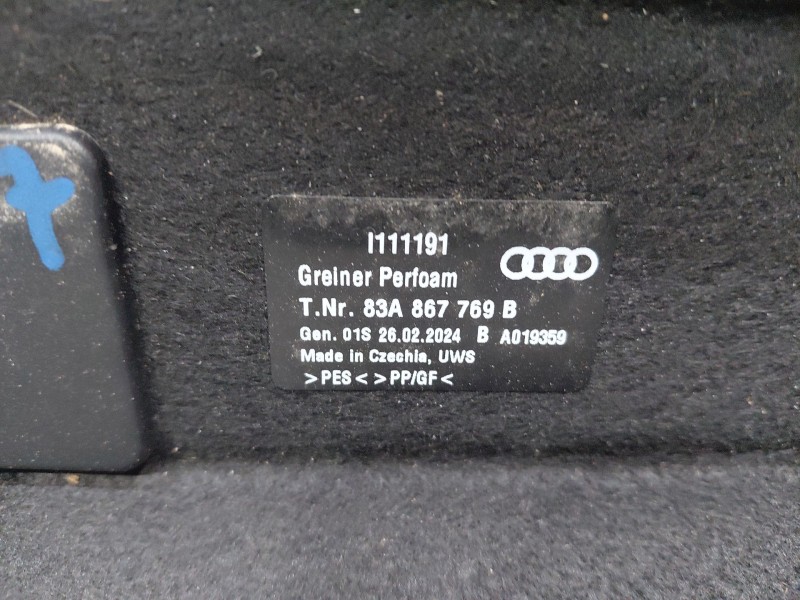 I111191
Greiner Perfoam
T.Nr. 83A 867 769 B
Gen. 01S 26.02.2024 B A019359
Made in Czechia, UWS
>PES< >PP/GF<